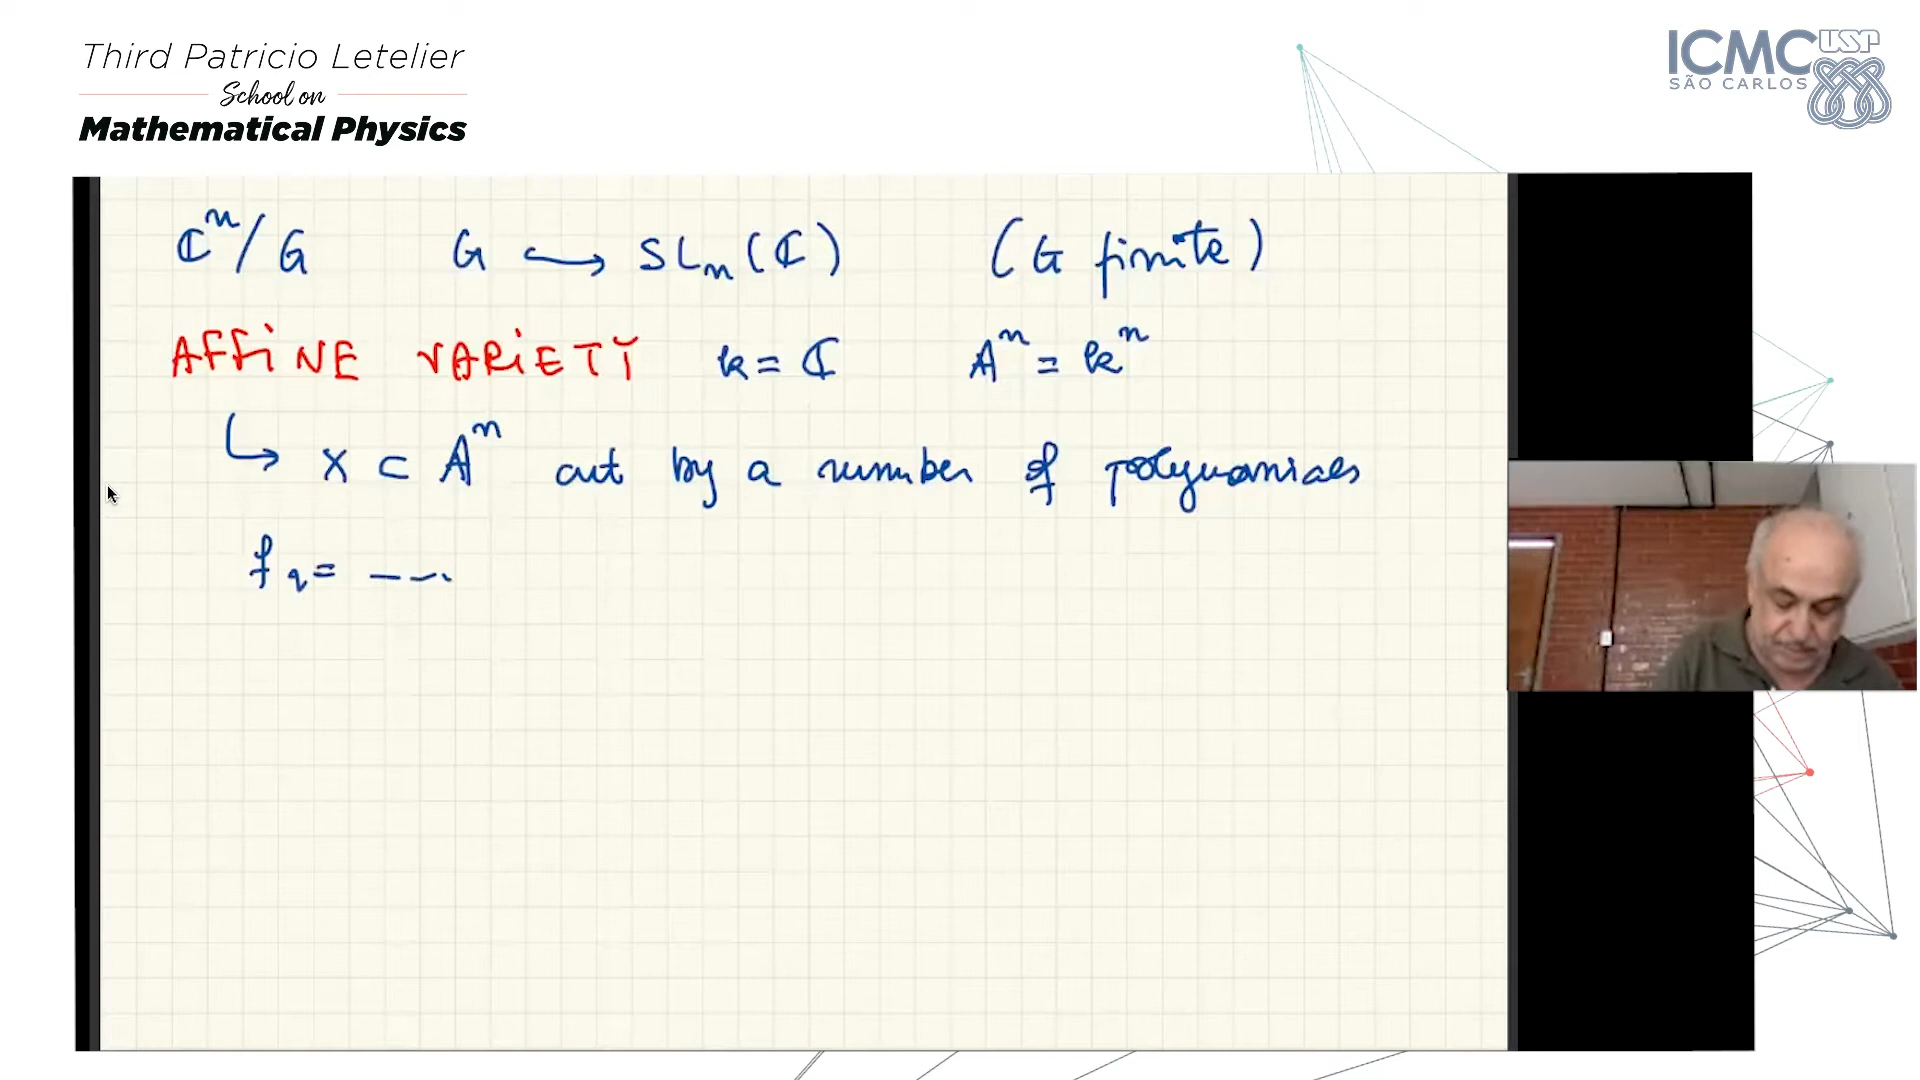 Third Patricio Letelier
School on
Mathematical Physics
ICMC USP
SÃO CARLOS
ℂⁿ/G G ↪ SLₙ(ℂ) (G finite)
AFFINE VARIETY k = ℂ 𝔸ⁿ = kⁿ
↳ X ⊂ 𝔸ⁿ cut by a number of polynomials
f₁ = ---·